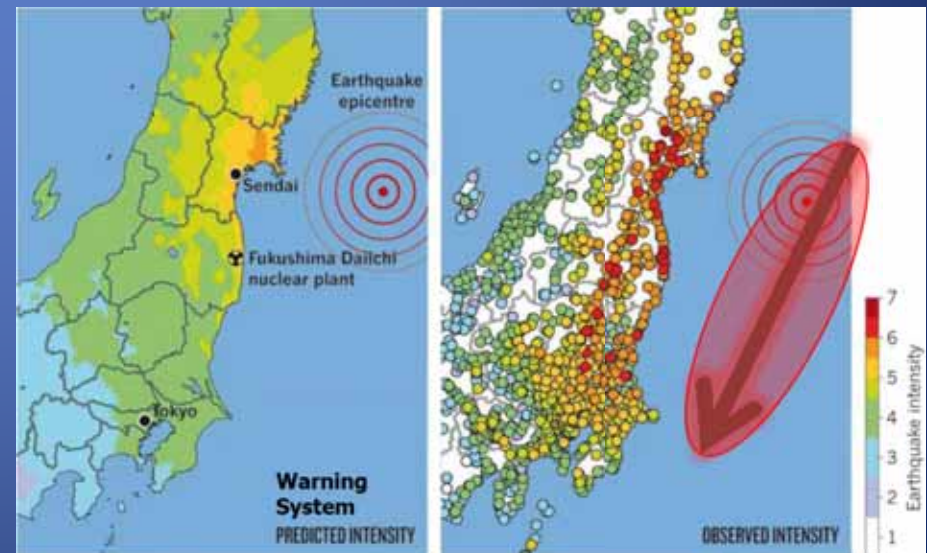 Earthquake
epicentre
Sendai
Fukushima Daiichi
nuclear plant
Tokyo
Warning
System
PREDICTED INTENSITY
OBSERVED INTENSITY
7
6
5
4
3
2
1
Earthquake intensity